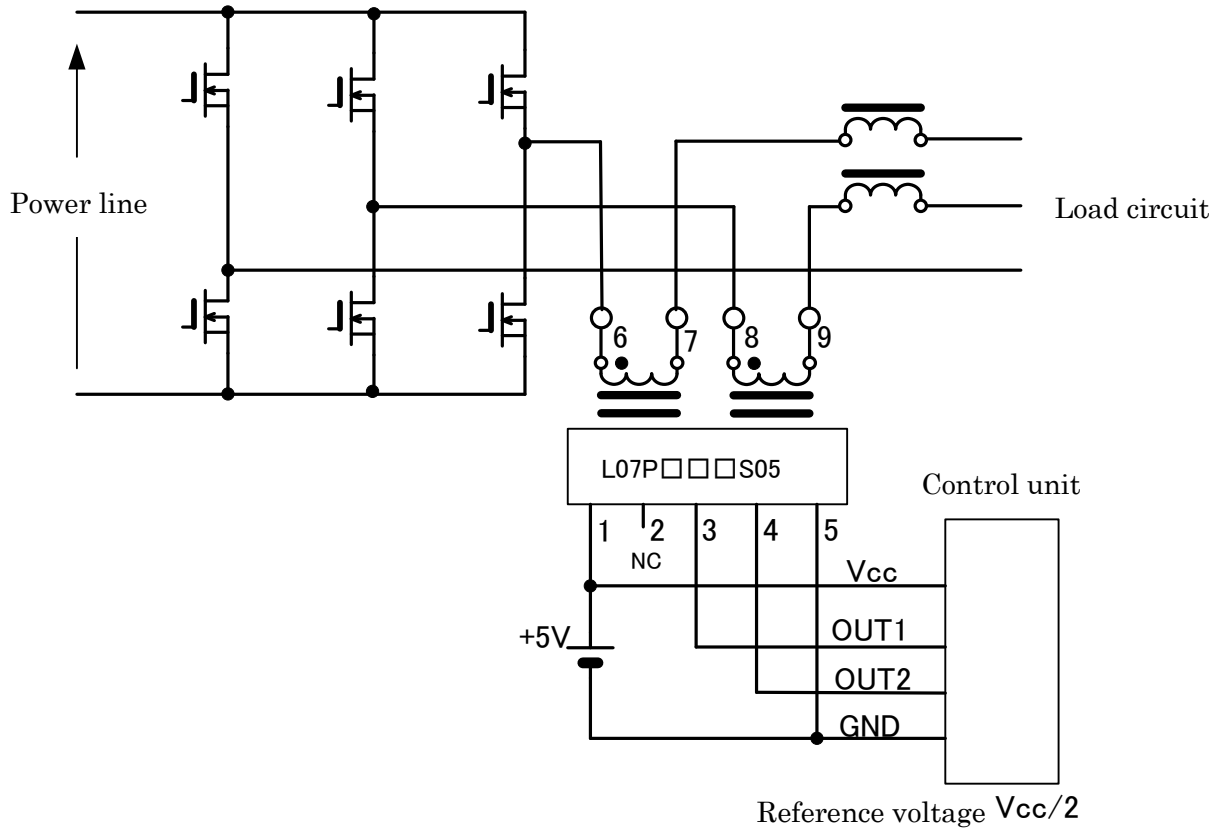 Power line
Load circuit
6 7 8 9
L07P□□□S05
Control unit
1 2 3 4 5
NC
Vcc
+5V
OUT1
OUT2
GND
Reference voltage Vcc/2